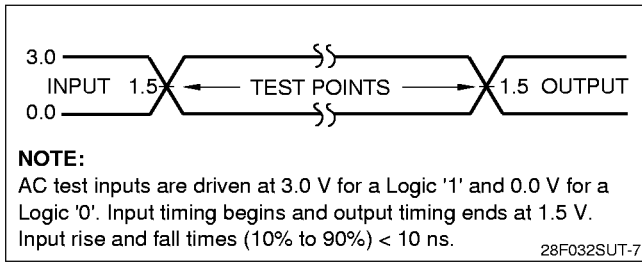 3.0
INPUT 1.5 TEST POINTS 1.5 OUTPUT
0.0
NOTE:
AC test inputs are driven at 3.0 V for a Logic '1' and 0.0 V for a
Logic '0'. Input timing begins and output timing ends at 1.5 V.
Input rise and fall times (10% to 90%) < 10 ns.
28F032SUT-7